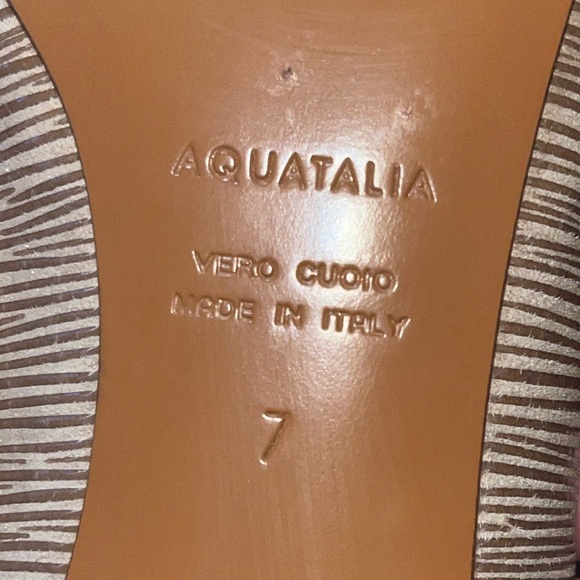 AQUATALIA
VERO CUOIO
MADE IN ITALY
7